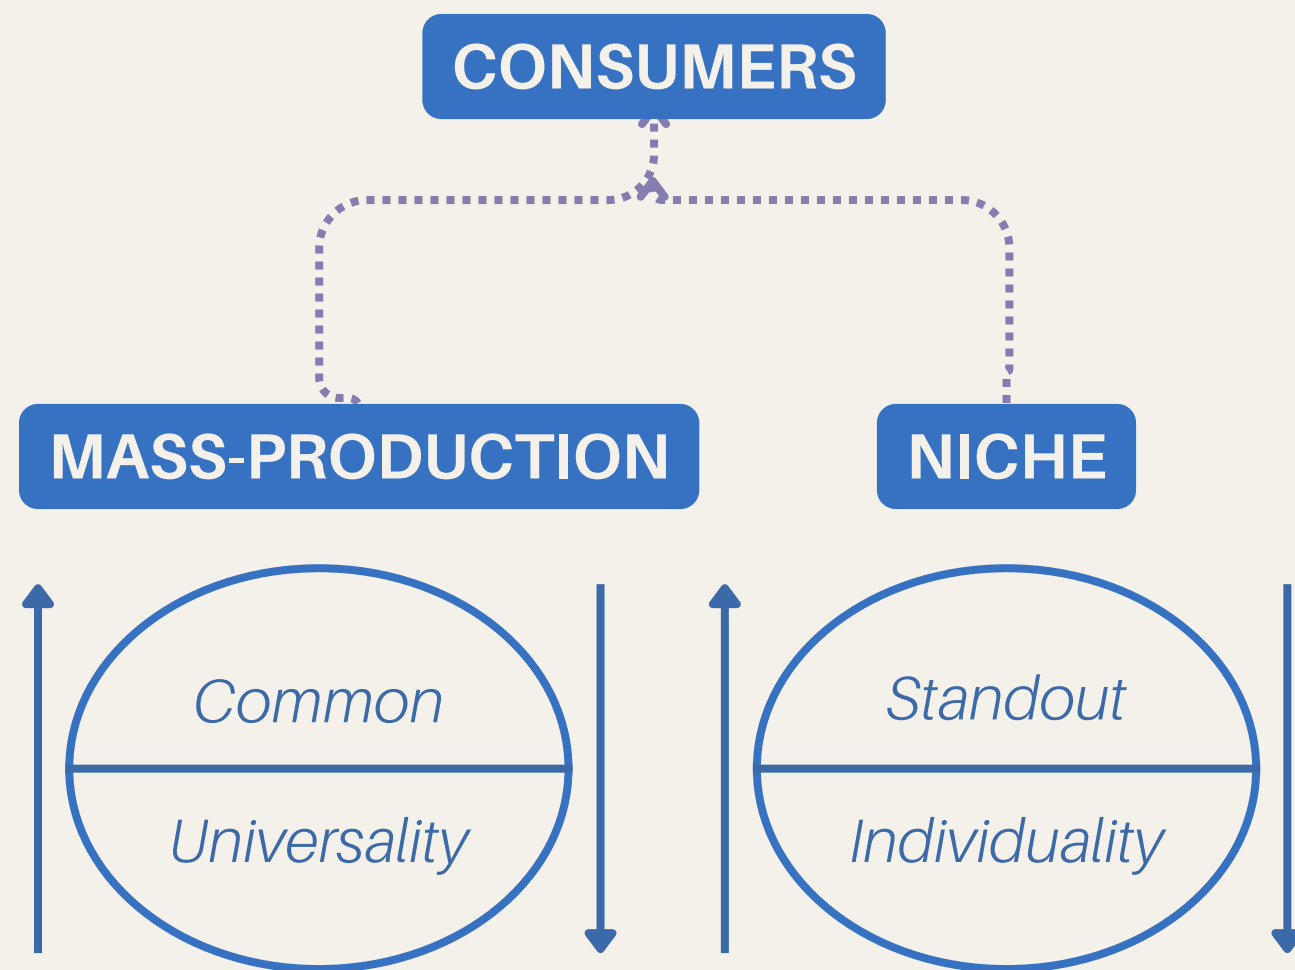 CONSUMERS
MASS-PRODUCTION
NICHE
Common
Universality
Standout
Individuality